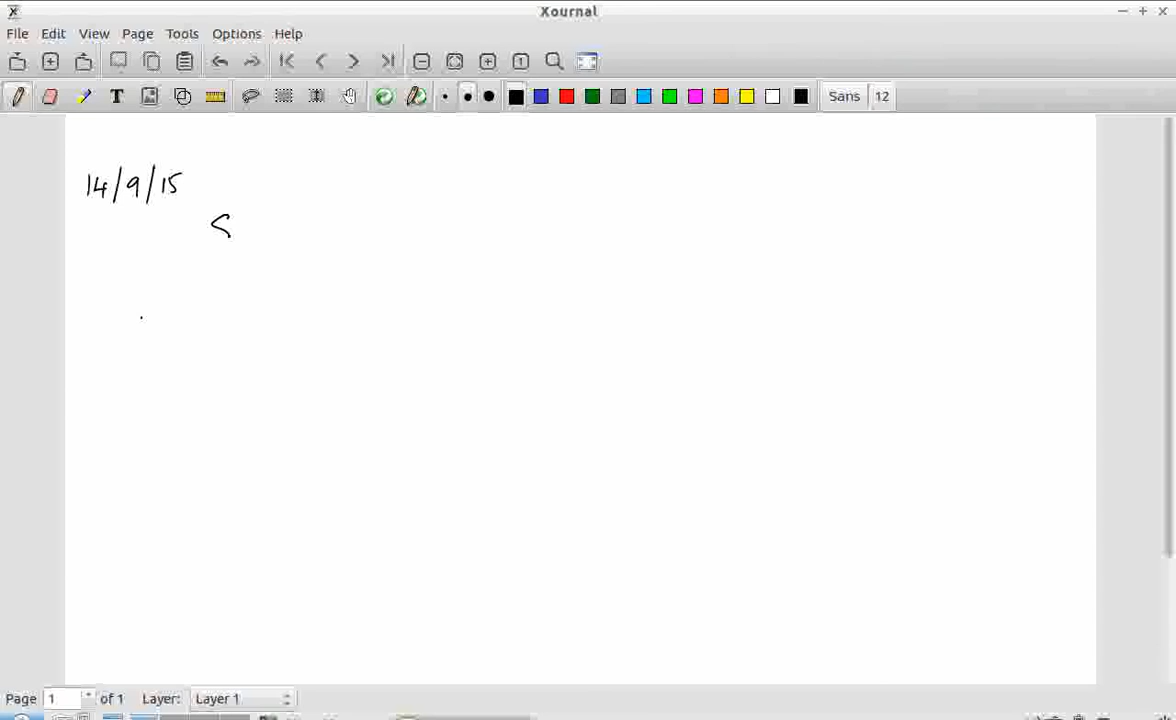 Xournal
File Edit View Page Tools Options Help
Sans 12
14/9/15
S
Page 1 of 1 Layer: Layer 1